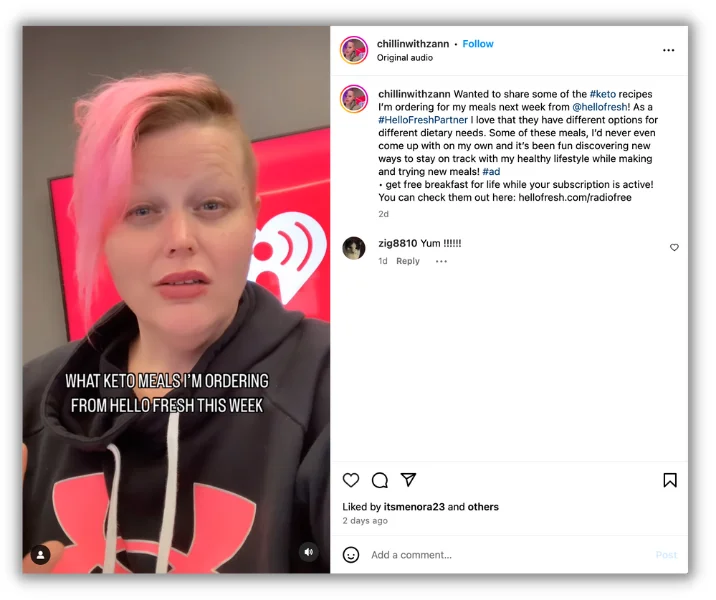 chillinwithzann • Follow
Original audio
chillinwithzann Wanted to share some of the #keto recipes
I'm ordering for my meals next week from @hellofresh! As a
#HelloFreshPartner I love that they have different options for
different dietary needs. Some of these meals, I'd never even
come up with on my own and it's been fun discovering new
ways to stay on track with my healthy lifestyle while making
and trying new meals! #ad
• get free breakfast for life while your subscription is active!
You can check them out here: hellofresh.com/radiofree
2d
zig8810 Yum !!!!!!
1d Reply
WHAT KETO MEALS I'M ORDERING
FROM HELLO FRESH THIS WEEK
Liked by itsmenora23 and others
2 days ago
Add a comment...
Post